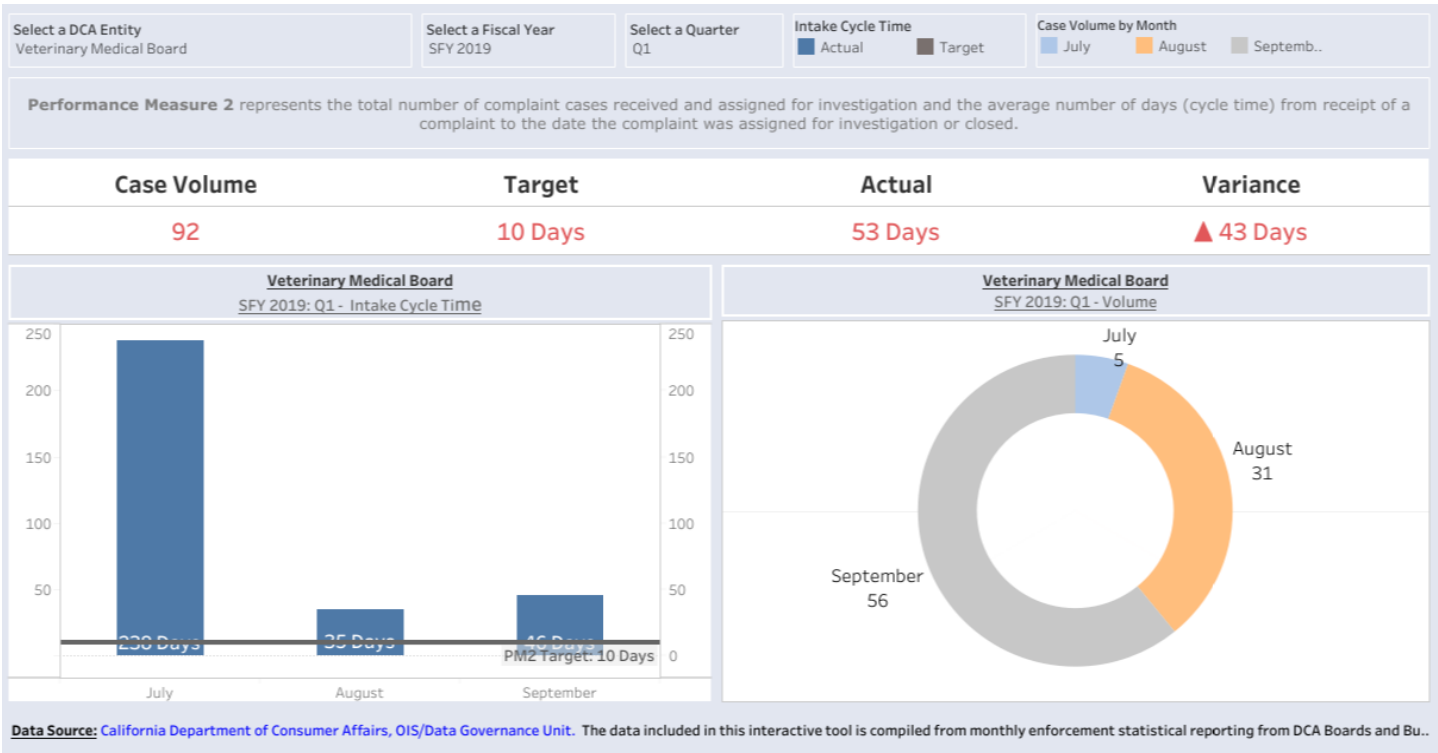 Select a DCA Entity
Veterinary Medical Board
Select a Fiscal Year
SFY 2019
Select a Quarter
Q1
Intake Cycle Time
Actual
Target
Case Volume by Month
July
August
Septemb..
Performance Measure 2 represents the total number of complaint cases received and assigned for investigation and the average number of days (cycle time) from receipt of a
complaint to the date the complaint was assigned for investigation or closed.
Case Volume
Target
Actual
Variance
92
10 Days
53 Days
▲ 43 Days
Veterinary Medical Board
SFY 2019: Q1 - Intake Cycle Time
250
200
150
100
50
250
200
150
100
50
0
238 Days
35 Days
46 Days
PM2 Target: 10 Days
July
August
September
Veterinary Medical Board
SFY 2019: Q1 - Volume
July
5
August
31
September
56
Data Source: California Department of Consumer Affairs, OIS/Data Governance Unit. The data included in this interactive tool is compiled from monthly enforcement statistical reporting from DCA Boards and Bu..